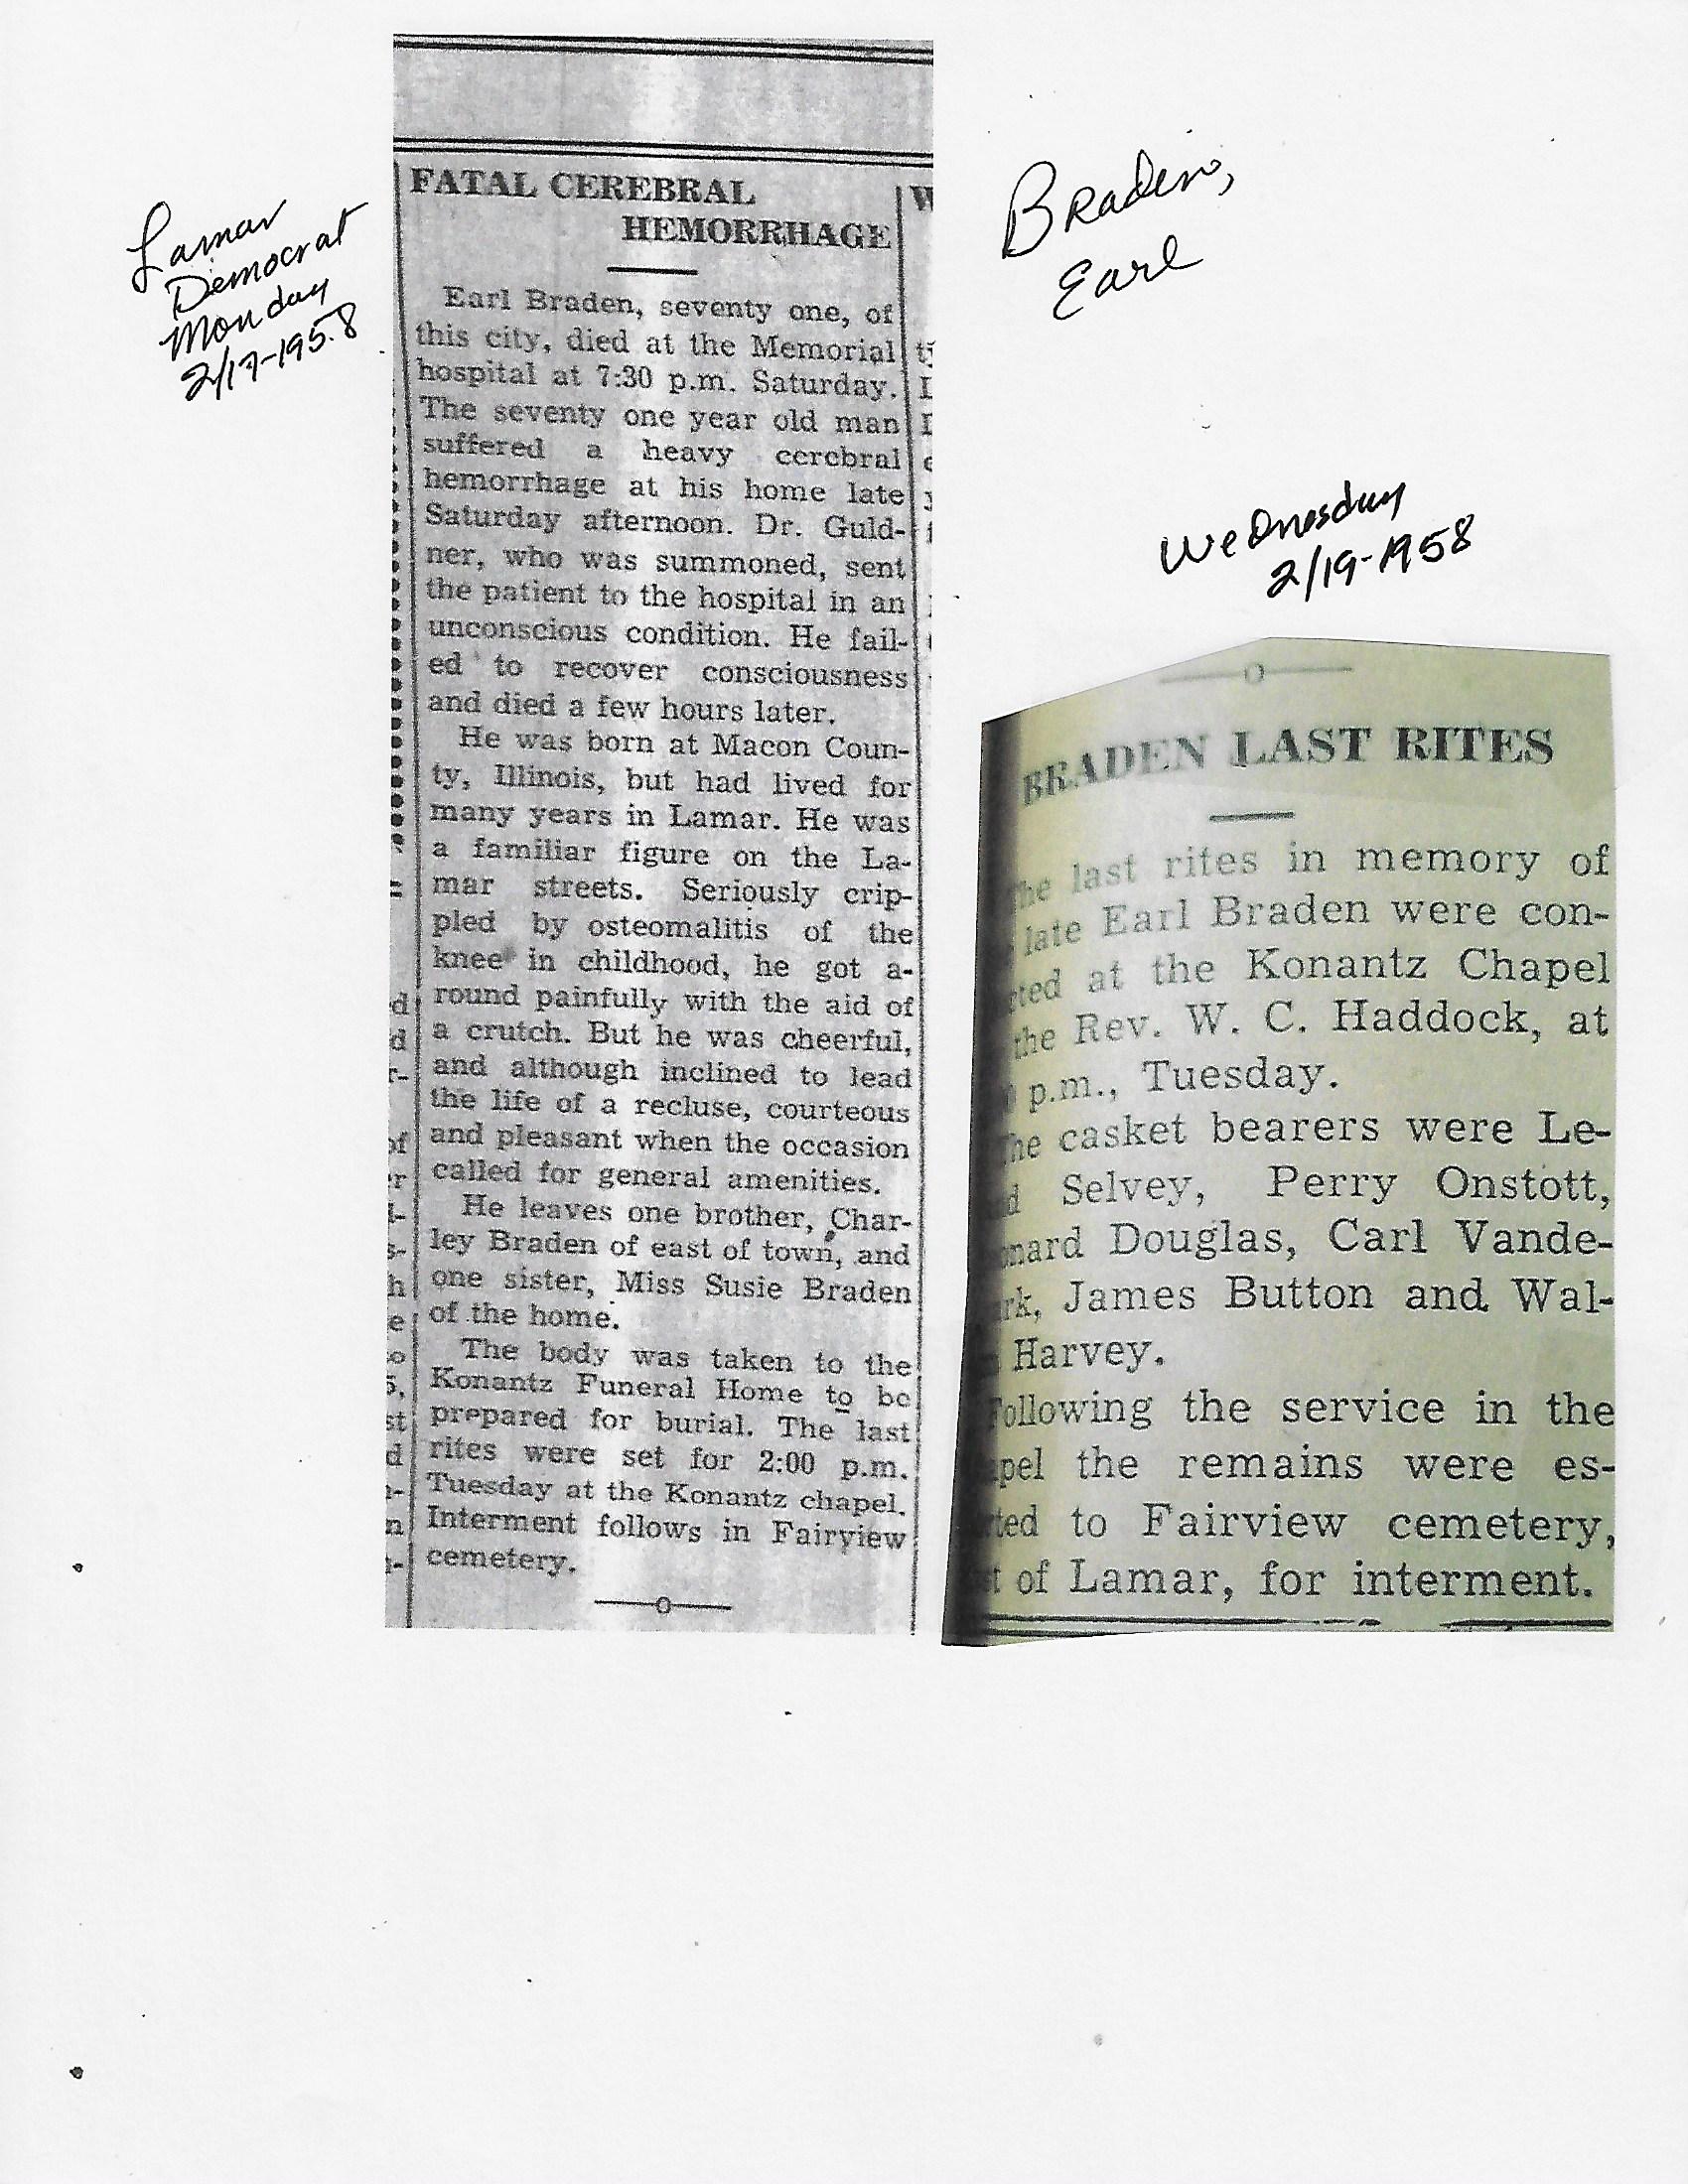 Lamar
Democrat
Monday
2/17-1958
FATAL CEREBRAL
HEMORRHAGE
Earl Braden, seventy one, of
this city, died at the Memorial
hospital at 7:30 p.m. Saturday.
The seventy one year old man
suffered a heavy cerebral
hemorrhage at his home late
Saturday afternoon. Dr. Guld-
ner, who was summoned, sent
the patient to the hospital in an
unconscious condition. He fail-
ed to recover consciousness
and died a few hours later.
He was born at Macon Coun-
ty, Illinois, but had lived for
many years in Lamar. He was
a familiar figure on the La-
mar streets. Seriously crip-
pled by osteomalitis of the
knee in childhood, he got a-
round painfully with the aid of
a crutch. But he was cheerful,
and although inclined to lead
the life of a recluse, courteous
and pleasant when the occasion
called for general amenities.
He leaves one brother, Char-
ley Braden of east of town, and
one sister, Miss Susie Braden
of the home.
The body was taken to the
Konantz Funeral Home to be
prepared for burial. The last
rites were set for 2:00 p.m.
Tuesday at the Konantz chapel.
Interment follows in Fairview
cemetery.
Braden,
Earl
Wednesday
2/19-1958
BRADEN LAST RITES
he last rites in memory of
late Earl Braden were con-
cted at the Konantz Chapel
the Rev. W. C. Haddock, at
p.m., Tuesday.
The casket bearers were Le-
d Selvey, Perry Onstott,
nard Douglas, Carl Vande-
rk, James Button and Wal-
Harvey.
ollowing the service in the
pel the remains were es-
ted to Fairview cemetery,
t of Lamar, for interment.